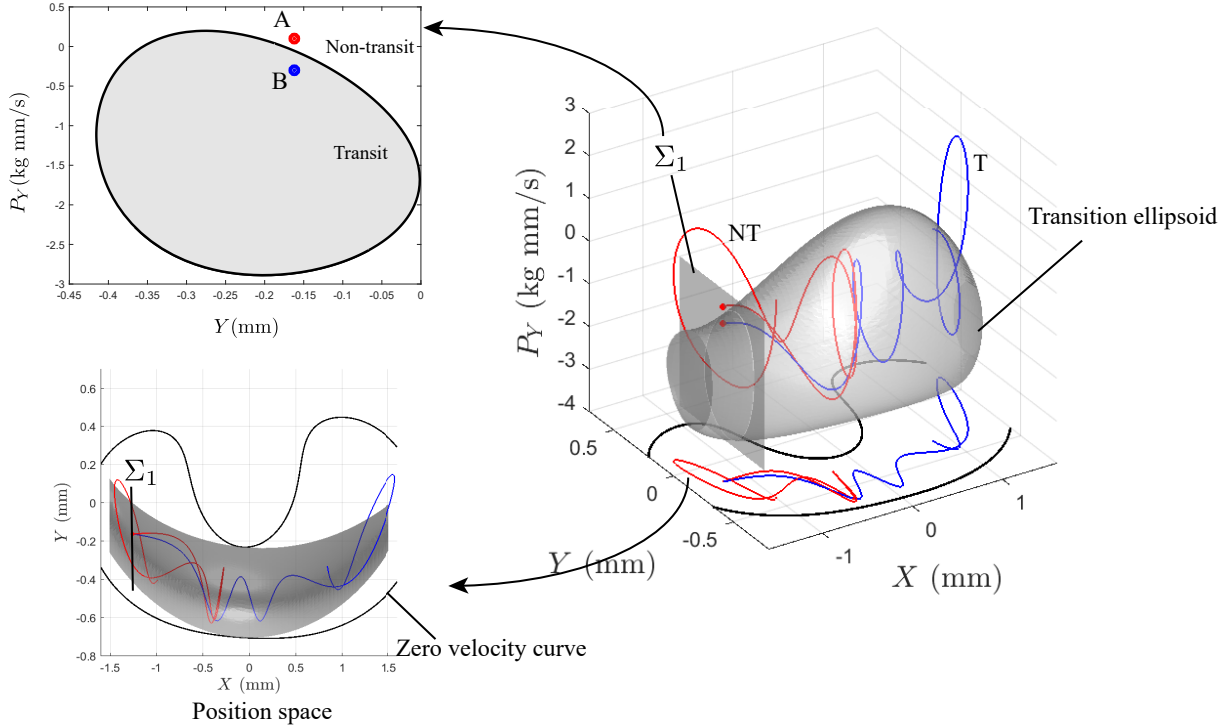 0.5
0
-0.5
-1
-1.5
-2
-2.5
-3
P_Y (kg mm/s)
A
Non-transit
B
Transit
-0.45 -0.4 -0.35 -0.3 -0.25 -0.2 -0.15 -0.1 -0.05 0
Y (mm)
3
2
1
0
-1
-2
-3
-4
P_Y (kg mm/s)
Σ₁
NT
T
Transition ellipsoid
0.5
0
-0.5
Y (mm)
-1
0
1
X (mm)
0.6
0.4
0.2
0
-0.2
-0.4
-0.6
-0.8
Y (mm)
Σ₁
-1.5 -1 -0.5 0 0.5 1 1.5
X (mm)
Zero velocity curve
Position space